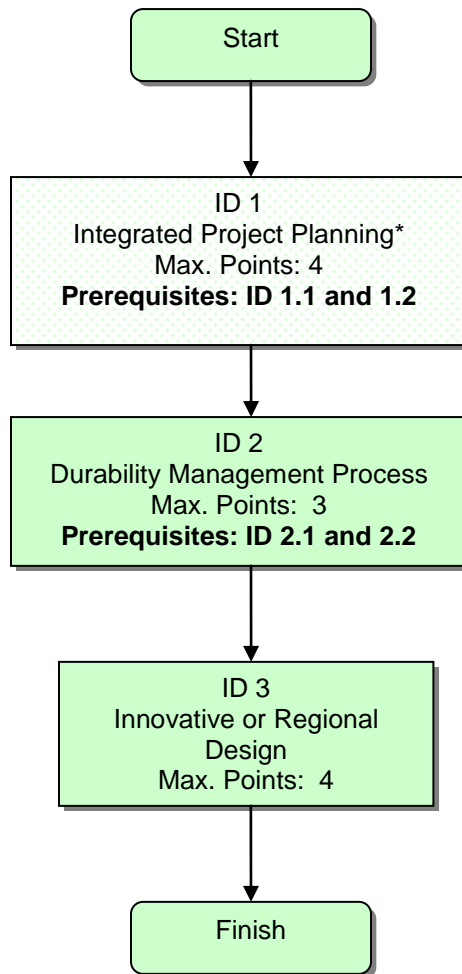 Start
ID 1
Integrated Project Planning*
Max. Points: 4
Prerequisites: ID 1.1 and 1.2
ID 2
Durability Management Process
Max. Points:  3
Prerequisites: ID 2.1 and 2.2
ID 3
Innovative or Regional
Design
Max. Points:  4
Finish